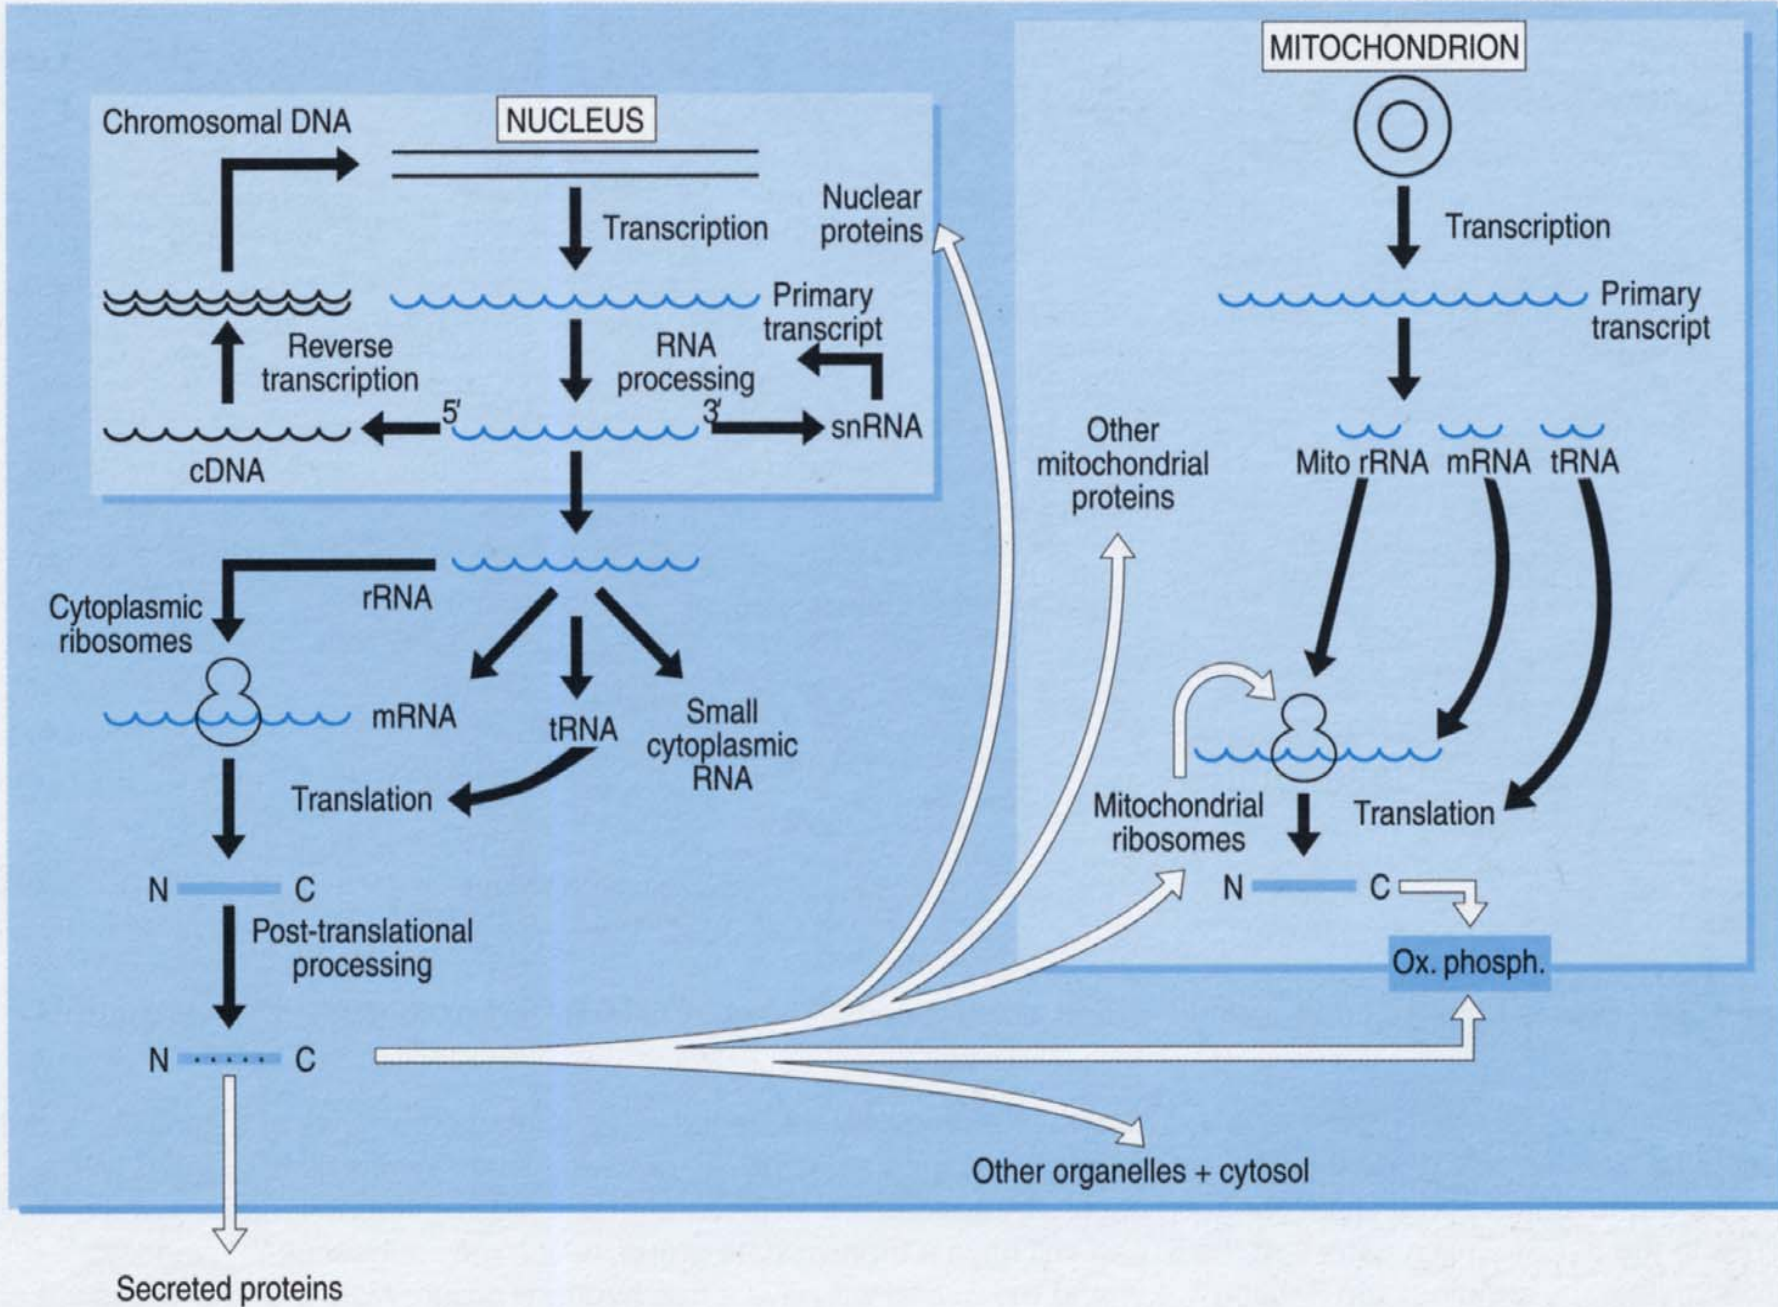 MITOCHONDRION
Chromosomal DNA
NUCLEUS
Nuclear
proteins
Transcription
Transcription
Primary
transcript
Primary
transcript
Reverse
transcription
RNA
processing
5′
3′
snRNA
cDNA
Other
mitochondrial
proteins
Mito rRNA mRNA tRNA
rRNA
Cytoplasmic
ribosomes
mRNA
tRNA
Small
cytoplasmic
RNA
Translation
Mitochondrial
ribosomes
Translation
N C
N C
Post-translational
processing
Ox. phosph.
N C
Other organelles + cytosol
Secreted proteins